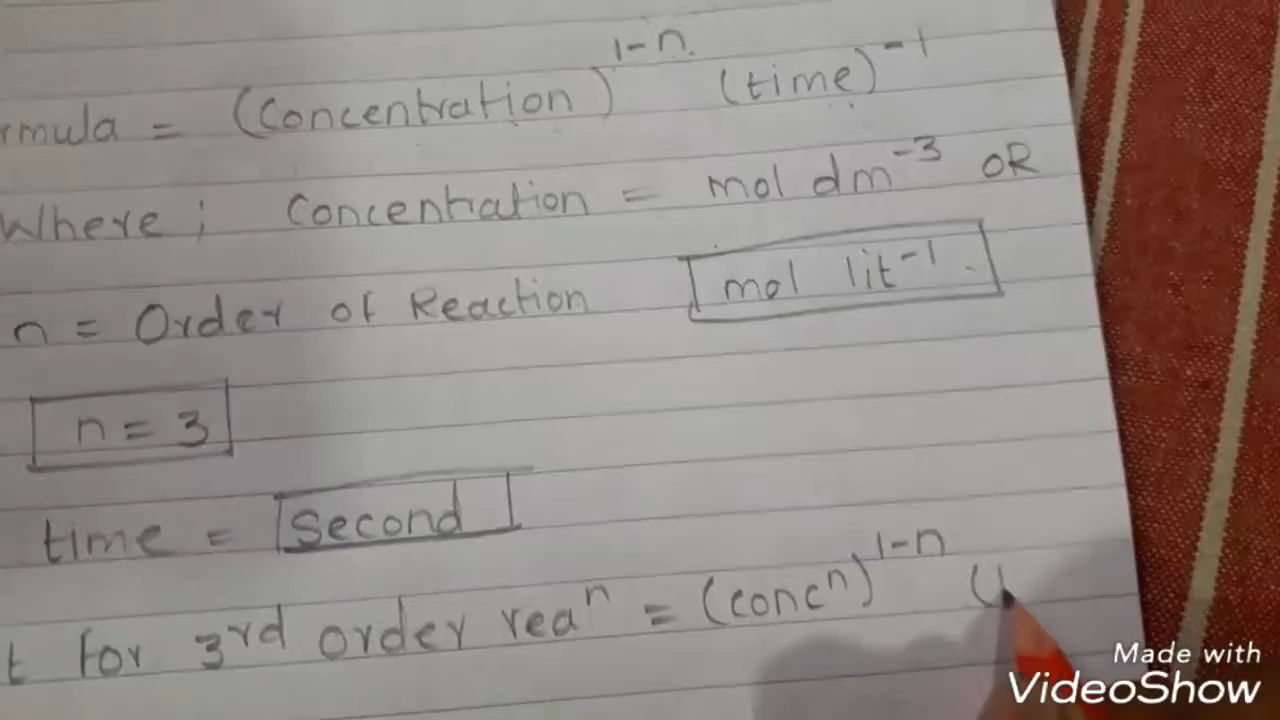 rmula = (Concentration)^1-n. (time)^-1
Where; Concentration = mol dm^-3 OR
n = Order of Reaction mol lit^-1.
n = 3
time = Second
t for 3rd order rea^n = (conc^n)^1-n (
Made with
VideoShow